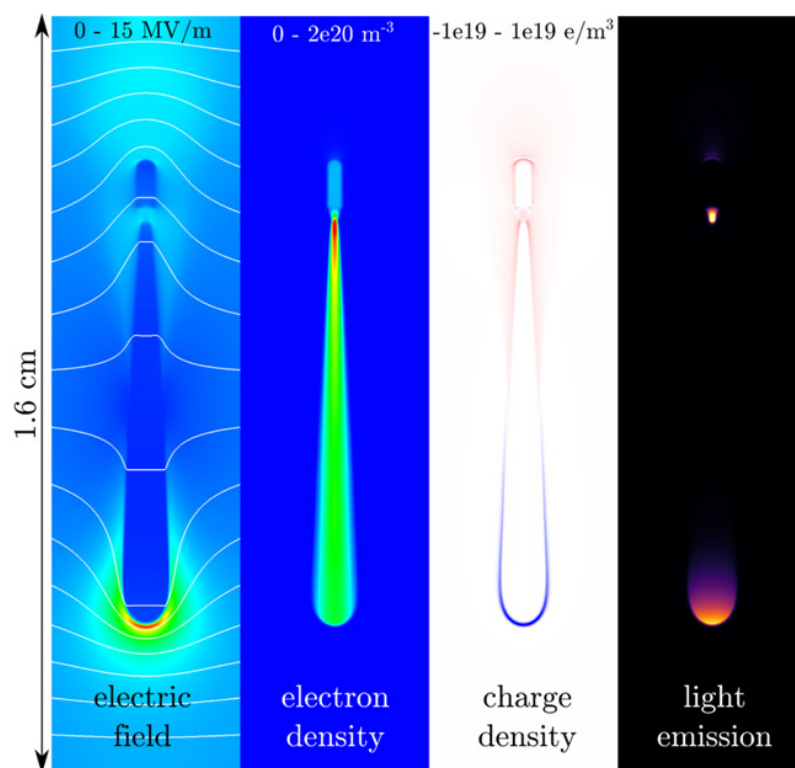 0 - 15 MV/m
0 - 2e20 m⁻³
-1e19 - 1e19 e/m³
1.6 cm
electric
field
electron
density
charge
density
light
emission